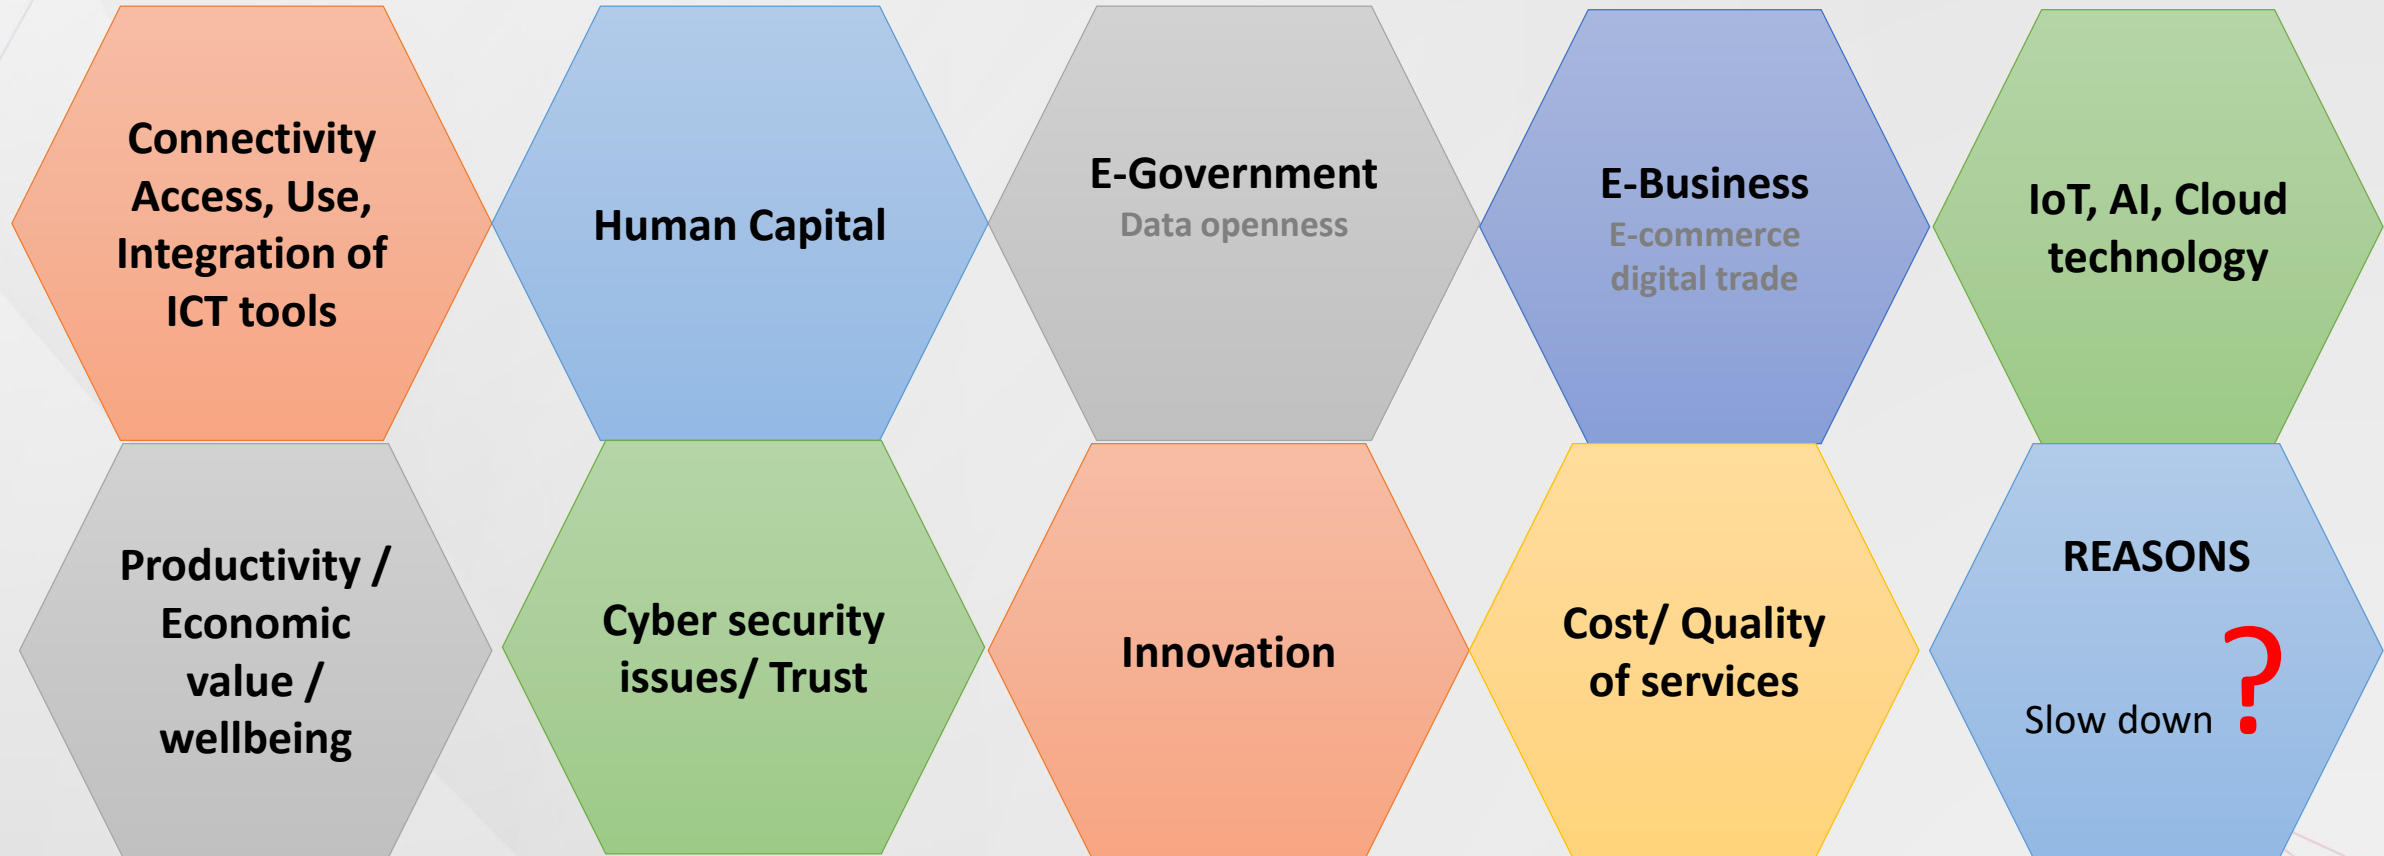 Connectivity
Access, Use,
Integration of
ICT tools
Human Capital
E-Government
Data openness
E-Business
E-commerce
digital trade
IoT, AI, Cloud
technology
Productivity /
Economic
value /
wellbeing
Cyber security
issues/ Trust
Innovation
Cost/ Quality
of services
REASONS
Slow down ?